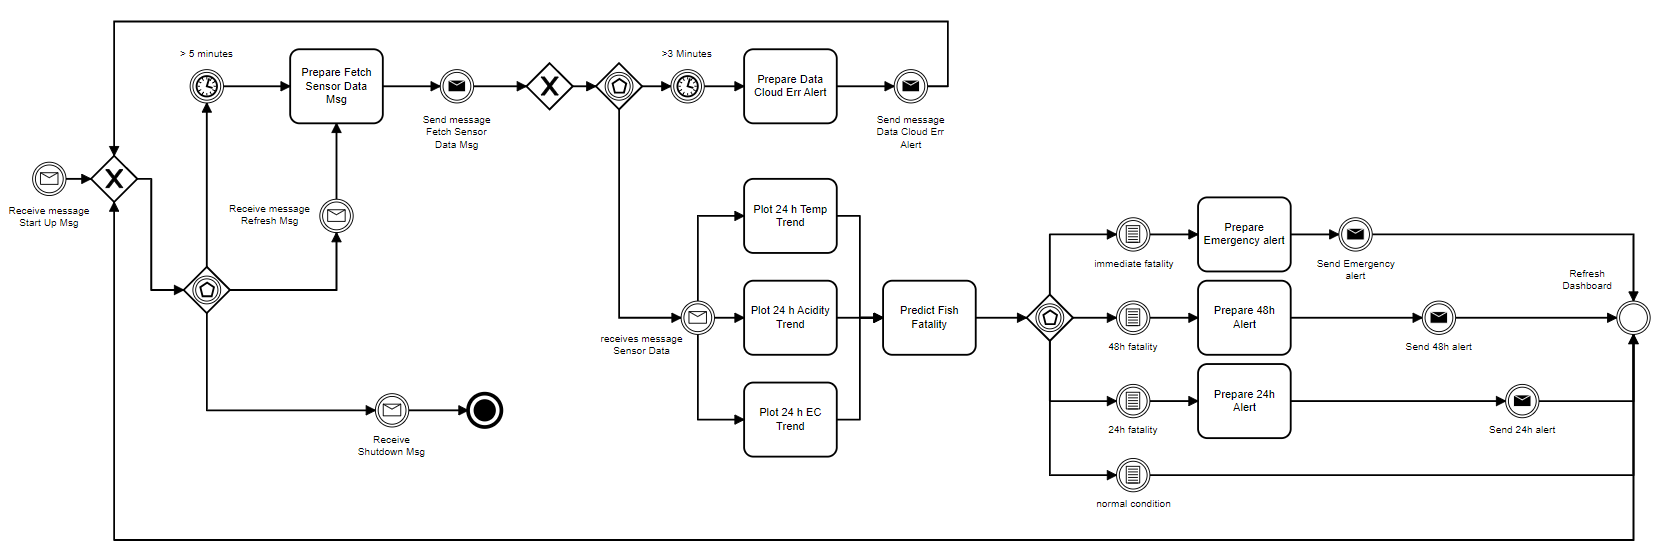 > 5 minutes
Prepare Fetch
Sensor Data
Msg
>3 Minutes
Prepare Data
Cloud Err Alert
Send message
Fetch Sensor
Data Msg
Send message
Data Cloud Err
Alert
X
X
Receive message
Start Up Msg
Receive message
Refresh Msg
Plot 24 h Temp
Trend
Prepare
Emergency alert
immediate fatality
Send Emergency
alert
Refresh
Dashboard
receives message
Sensor Data
Plot 24 h Acidity
Trend
Predict Fish
Fatality
48h fatality
Prepare 48h
Alert
Send 48h alert
Receive
Shutdown Msg
Plot 24 h EC
Trend
24h fatality
Prepare 24h
Alert
Send 24h alert
normal condition